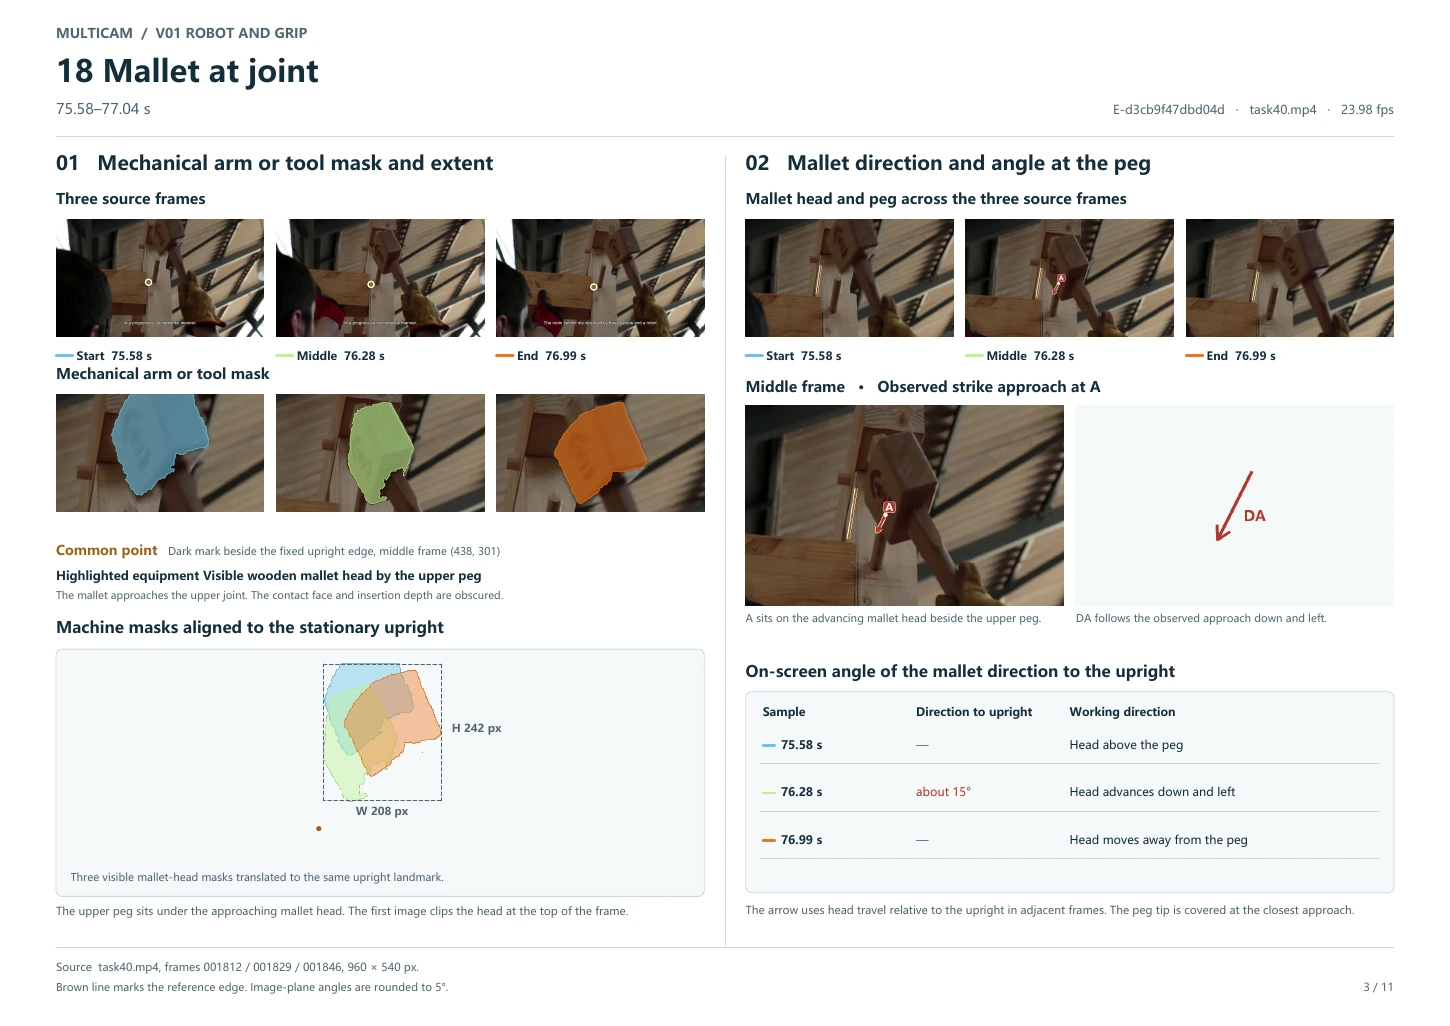 MULTICAM / V01 ROBOT AND GRIP
18 Mallet at joint
75.58–77.04 s
E-d3cb9f47dbd04d · task40.mp4 · 23.98 fps
01 Mechanical arm or tool mask and extent
Three source frames
in a progressive incremental manner.
in a progressive incremental manner.
Start 75.58 s
Middle 76.28 s
End 76.99 s
Mechanical arm or tool mask
Common point Dark mark beside the fixed upright edge, middle frame (438, 301)
Highlighted equipment Visible wooden mallet head by the upper peg
The mallet approaches the upper joint. The contact face and insertion depth are obscured.
Machine masks aligned to the stationary upright
H 242 px
W 208 px
Three visible mallet-head masks translated to the same upright landmark.
The upper peg sits under the approaching mallet head. The first image clips the head at the top of the frame.
02 Mallet direction and angle at the peg
Mallet head and peg across the three source frames
A
Start 75.58 s
Middle 76.28 s
End 76.99 s
Middle frame • Observed strike approach at A
A
DA
A sits on the advancing mallet head beside the upper peg.
DA follows the observed approach down and left.
On-screen angle of the mallet direction to the upright
Sample Direction to upright Working direction
75.58 s — Head above the peg
76.28 s about 15° Head advances down and left
76.99 s — Head moves away from the peg
The arrow uses head travel relative to the upright in adjacent frames. The peg tip is covered at the closest approach.
Source task40.mp4, frames 001812 / 001829 / 001846, 960 × 540 px.
Brown line marks the reference edge. Image-plane angles are rounded to 5°.
3 / 11